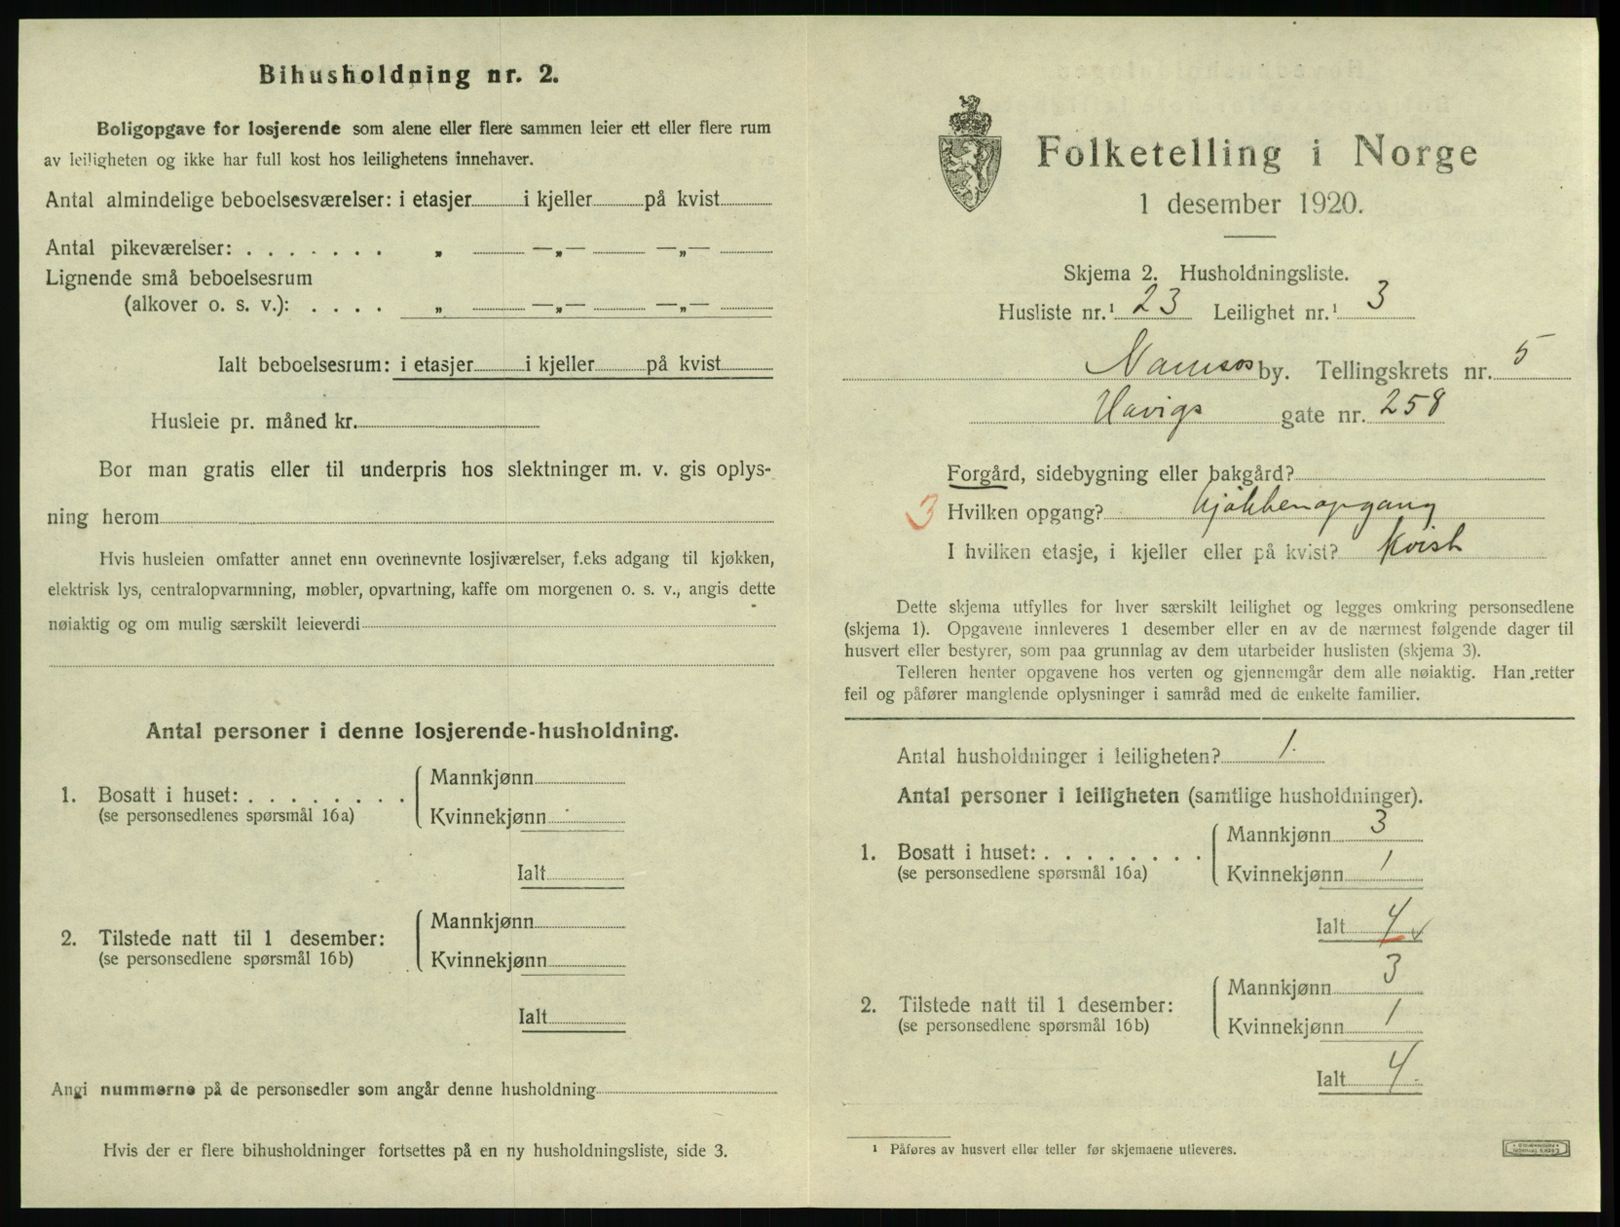 Bihusholdning nr. 2.
Boligopgave for losjerende som alene eller flere sammen leier ett eller flere rum
av leiligheten og ikke har full kost hos leilighetens innehaver.
Antal almindelige beboelsesværelser: i etasjer i kjeller på kvist
Antal pikeværelser: . . . . . . . „ —„— —„—
Lignende små beboelsesrum
(alkover o. s. v.): . . . . „ —„— —„—
Ialt beboelsesrum: i etasjer i kjeller på kvist
Husleie pr. måned kr.
Bor man gratis eller til underpris hos slektninger m. v. gis oplys-
ning herom
Hvis husleien omfatter annet enn ovennevnte losjiværelser, f.eks adgang til kjøkken,
elektrisk lys, centralopvarmning, møbler, opvartning, kaffe om morgenen o. s. v., angis dette
nøiaktig og om mulig særskilt leieverdi
Antal personer i denne losjerende-husholdning.
1. Bosatt i huset: . . . . . . . .
(se personsedlenes spørsmål 16a)
Mannkjønn
Kvinnekjønn
Ialt
2. Tilstede natt til 1 desember:
(se personsedlene spørsmål 16b)
Mannkjønn
Kvinnekjønn
Ialt
Angi nummerne på de personsedler som angår denne husholdning
Hvis der er flere bihusholdninger fortsettes på en ny husholdningsliste, side 3.
Folketelling i Norge
1 desember 1920.
Skjema 2. Husholdningsliste.
Husliste nr.¹ 23 Leilighet nr.¹ 3
Namsos by. Tellingskrets nr. 5
Havigs gate nr. 258
Forgård, sidebygning eller bakgård?
3 Hvilken opgang? Kjøkkenopgang
I hvilken etasje, i kjeller eller på kvist? Kvist
Dette skjema utfylles for hver særskilt leilighet og legges omkring personsedlene
(skjema 1). Opgavene innleveres 1 desember eller en av de nærmest følgende dager til
husvert eller bestyrer, som paa grunnlag av dem utarbeider huslisten (skjema 3).
Telleren henter opgavene hos verten og gjennemgår dem alle nøiaktig. Han retter
feil og påfører manglende oplysninger i samråd med de enkelte familier.
Antal husholdninger i leiligheten? 1.
Antal personer i leiligheten (samtlige husholdninger).
1. Bosatt i huset: . . . . . . . .
(se personsedlene spørsmål 16a)
Mannkjønn 3
Kvinnekjønn 1
Ialt 4
2. Tilstede natt til 1 desember:
(se personsedlene spørsmål 16b)
Mannkjønn 3
Kvinnekjønn 1
Ialt 4.
¹ Påføres av husvert eller teller før skjemaene utleveres.